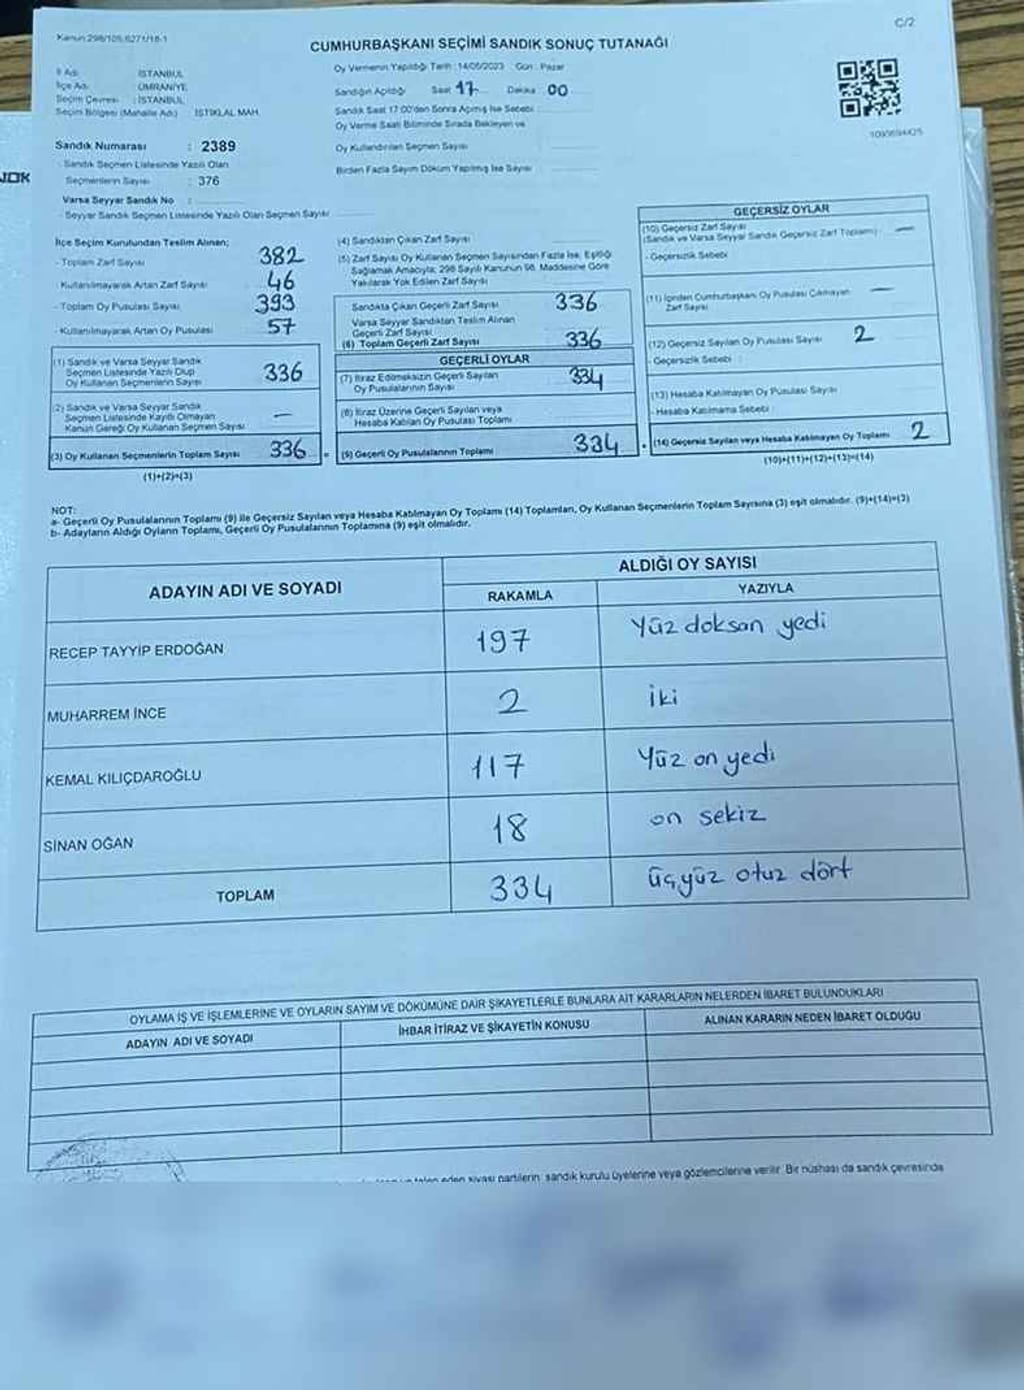 C/2
Kanun:298/105,6271/18-1
CUMHURBAŞKANI SEÇİMİ SANDIK SONUÇ TUTANAĞI
İl Adı : İSTANBUL
İlçe Adı : ÜMRANİYE
Seçim Çevresi : İSTANBUL
Seçim Bölgesi (Mahalle Adı) : İSTİKLAL MAH.
Oy Vermenin Yapıldığı Tarih : 14/05/2023 Gün : Pazar
Sandığın Açıldığı Saat 17 Dakika 00
Sandık Saat 17:00'den Sonra Açılmış İse Sebebi
Oy Verme Saati Bitiminde Sırada Bekleyen ve
Oy Kullandırılan Seçmen Sayısı
Birden Fazla Sayım Döküm Yapılmış İse Sayısı
Sandık Numarası : 2389
- Sandık Seçmen Listesinde Yazılı Olan
Seçmenlerin Sayısı : 376
Varsa Seyyar Sandık No :
- Seyyar Sandık Seçmen Listesinde Yazılı Olan Seçmen Sayısı
İlçe Seçim Kurulundan Teslim Alınan;
- Toplam Zarf Sayısı 382
- Kullanılmayarak Artan Zarf Sayısı 46
- Toplam Oy Pusulası Sayısı 393
- Kullanılmayarak Artan Oy Pusulası 57
(1) Sandık ve Varsa Seyyar Sandık
Seçmen Listesinde Yazılı Olup
Oy Kullanan Seçmenlerin Sayısı 336
(2) Sandık ve Varsa Seyyar Sandık
Seçmen Listesinde Kayıtlı Olmayan
Kanun Gereği Oy Kullanan Seçmen Sayısı —
(3) Oy Kullanan Seçmenlerin Toplam Sayısı 336
(1)+(2)=(3)
(4) Sandıktan Çıkan Zarf Sayısı
(5) Zarf Sayısı Oy Kullanan Seçmen Sayısından Fazla İse, Eşitliği
Sağlamak Amacıyla; 298 Sayılı Kanunun 98. Maddesine Göre
Yakılarak Yok Edilen Zarf Sayısı
Sandıkta Çıkan Geçerli Zarf Sayısı 336
Varsa Seyyar Sandıktan Teslim Alınan
Geçerli Zarf Sayısı
(6) Toplam Geçerli Zarf Sayısı 336
GEÇERLİ OYLAR
(7) İtiraz Edilmeksizin Geçerli Sayılan
Oy Pusulalarının Sayısı 334
(8) İtiraz Üzerine Geçerli Sayılan veya
Hesaba Katılan Oy Pusulası Toplamı
(9) Geçerli Oy Pusulalarının Toplamı 334
GEÇERSİZ OYLAR
(10) Geçersiz Zarf Sayısı
(Sandık ve Varsa Seyyar Sandık Geçersiz Zarf Toplamı) —
- Geçersizlik Sebebi
(11) İçinden Cumhurbaşkanı Oy Pusulası Çıkmayan
Zarf Sayısı —
(12) Geçersiz Sayılan Oy Pusulası Sayısı 2
- Geçersizlik Sebebi :
(13) Hesaba Katılmayan Oy Pusulası Sayısı
- Hesaba Katılmama Sebebi
(14) Geçersiz Sayılan veya Hesaba Katılmayan Oy Toplamı 2
(10)+(11)+(12)+(13)=(14)
NOT:
a- Geçerli Oy Pusulalarının Toplamı (9) ile Geçersiz Sayılan veya Hesaba Katılmayan Oy Toplamı (14) Toplamları, Oy Kullanan Seçmenlerin Toplam Sayısına (3) eşit olmalıdır. (9)+(14)=(3)
b- Adayların Aldığı Oyların Toplamı, Geçerli Oy Pusulalarının Toplamına (9) eşit olmalıdır.
ADAYIN ADI VE SOYADI
ALDIĞI OY SAYISI
RAKAMLA YAZIYLA
RECEP TAYYİP ERDOĞAN 197 Yüz doksan yedi
MUHARREM İNCE 2 iki
KEMAL KILIÇDAROĞLU 117 Yüz on yedi
SİNAN OĞAN 18 on sekiz
TOPLAM 334 üçyüz otuz dört
OYLAMA İŞ VE İŞLEMLERİNE VE OYLARIN SAYIM VE DÖKÜMÜNE DAİR ŞİKAYETLERLE BUNLARA AİT KARARLARIN NELERDEN İBARET BULUNDUKLARI
ADAYIN ADI VE SOYADI İHBAR İTİRAZ VE ŞİKAYETİN KONUSU ALINAN KARARIN NEDEN İBARET OLDUĞU
eden siyasi partilerin, sandık kurulu üyelerine veya gözlemcilerine verilir. Bir nüshası da sandık çevresinde